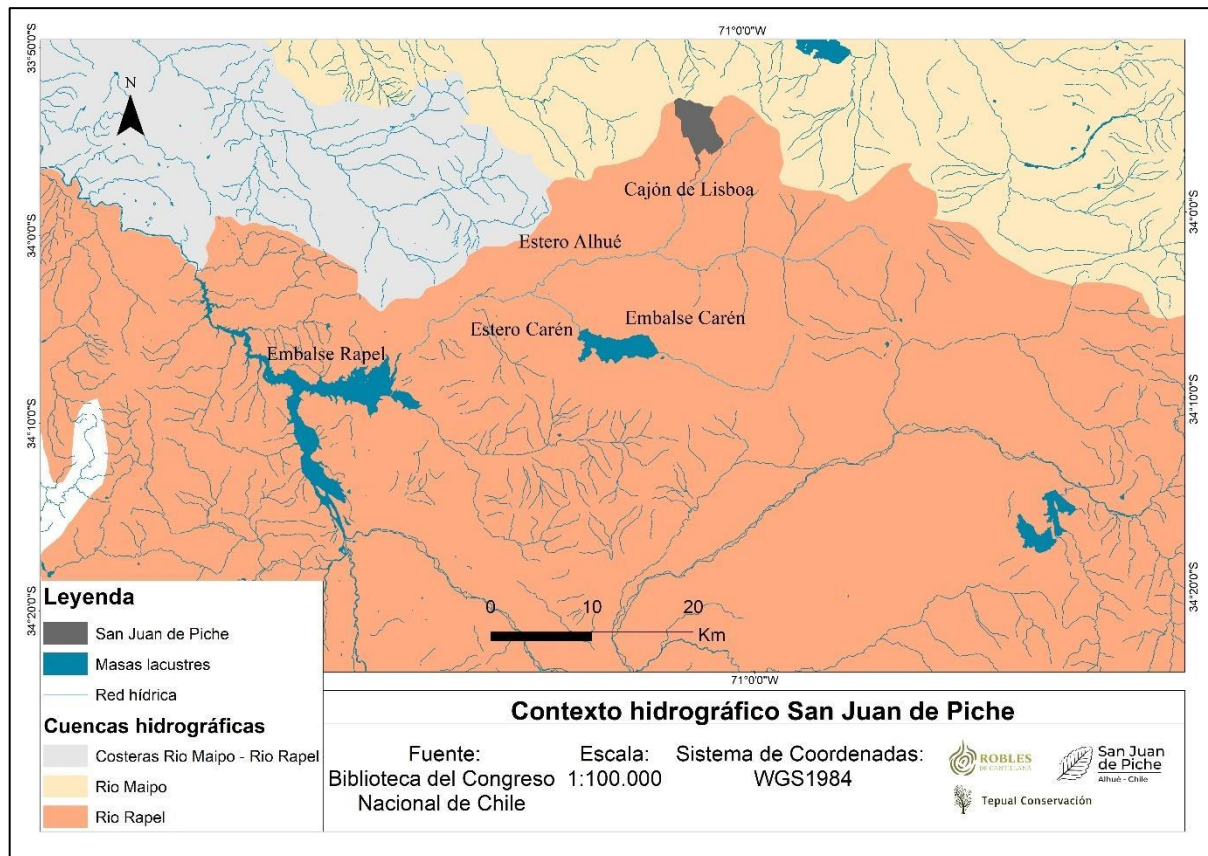 71°0'0"W
33°50'0"S
N
Cajón de Lisboa
34°0'0"S
34°0'0"S
Estero Alhué
Estero Carén
Embalse Carén
Embalse Rapel
34°10'0"S
34°10'0"S
34°20'0"S
34°20'0"S
0 10 20
Km
71°0'0"W
Leyenda
San Juan de Piche
Masas lacustres
Red hídrica
Cuencas hidrográficas
Costeras Rio Maipo - Rio Rapel
Rio Maipo
Rio Rapel
Contexto hidrográfico San Juan de Piche
Fuente:
Biblioteca del Congreso
Nacional de Chile
Escala:
1:100.000
Sistema de Coordenadas:
WGS1984
ROBLES
DE CANTILLANA
San Juan
de Piche
Alhué - Chile
Tepual Conservación